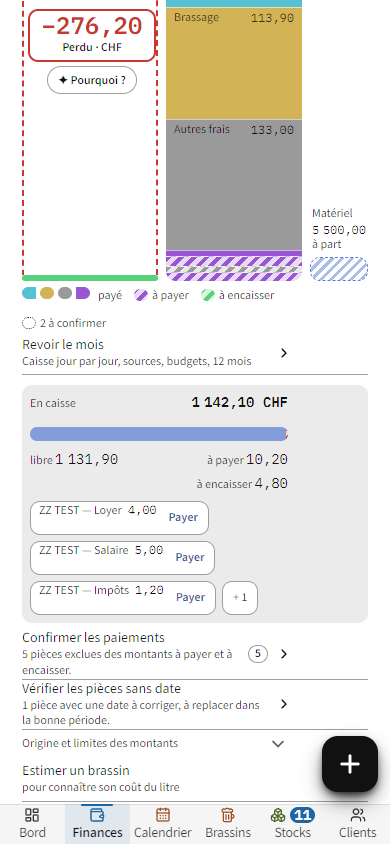 −276,20
Perdu · CHF
✦ Pourquoi ?
Brassage 113,90
Autres frais 133,00
Matériel
5 500,00
à part
payé à payer à encaisser
2 à confirmer
Revoir le mois
Caisse jour par jour, sources, budgets, 12 mois
En caisse 1 142,10 CHF
libre 1 131,90 à payer 10,20
à encaisser 4,80
ZZ TEST — Loyer 4,00 Payer
ZZ TEST — Salaire 5,00 Payer
ZZ TEST — Impôts 1,20 Payer + 1
Confirmer les paiements
5 pièces exclues des montants à payer et à 5
encaisser.
Vérifier les pièces sans date
1 pièce avec une date à corriger, à replacer dans
la bonne période.
Origine et limites des montants
Estimer un brassin
pour connaître son coût du litre
11
Bord Finances Calendrier Brassins Stocks Clients